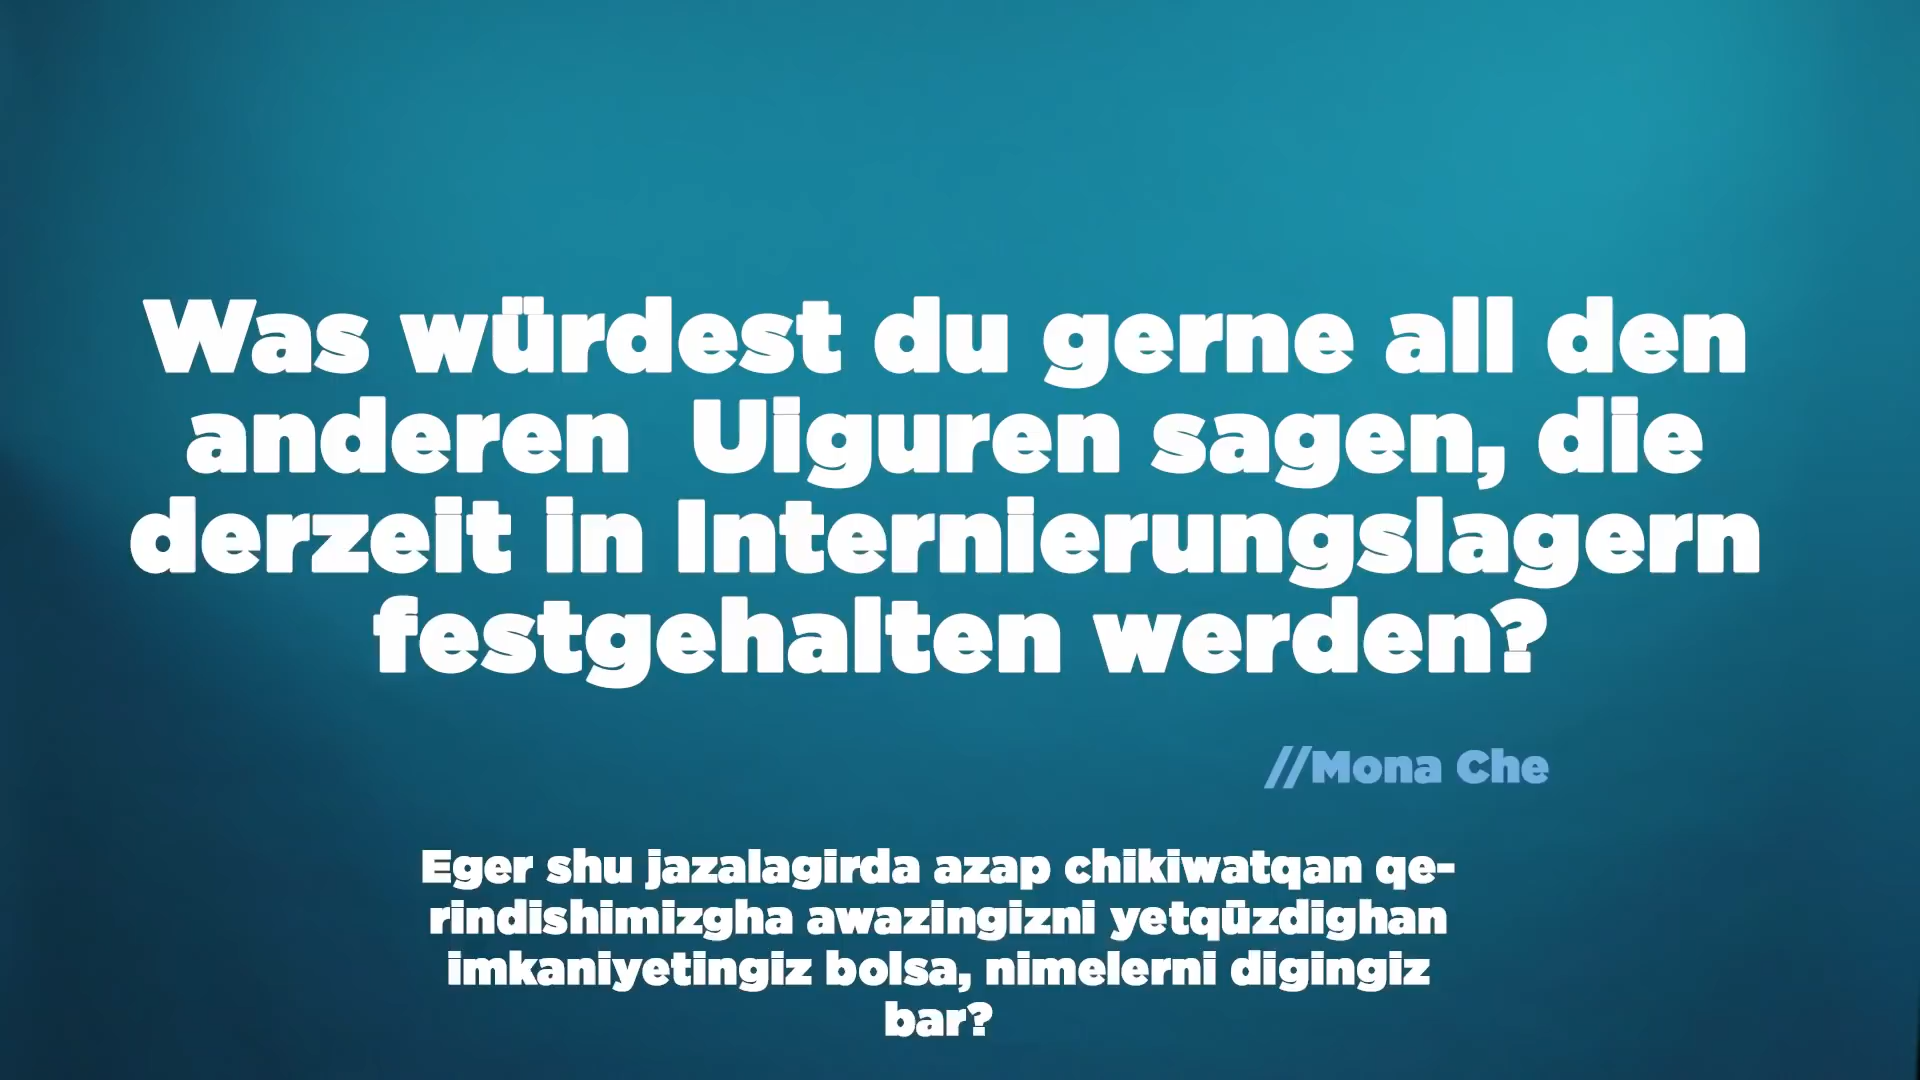 Was würdest du gerne all den
anderen  Uiguren sagen, die
derzeit in Internierungslagern
festgehalten werden?
//Mona Che
Eger shu jazalagirda azap chikiwatqan qe-
rindishimizgha awazingizni yetqūzdighan
imkaniyetingiz bolsa, nimelerni digingiz
bar?